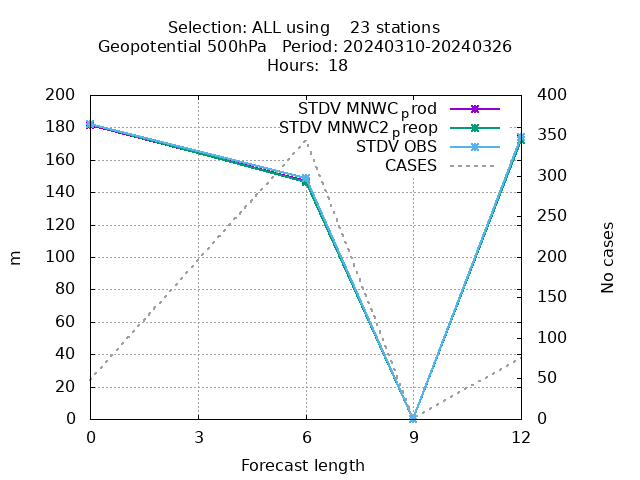 Selection: ALL using    23 stations
Geopotential 500hPa   Period: 20240310-20240326
Hours:  18
STDV MNWCprod
STDV MNWC2preop
STDV OBS
CASES
200
180
160
140
120
100
80
60
40
20
0
m
400
350
300
250
200
150
100
50
0
No cases
0 3 6 9 12
Forecast length